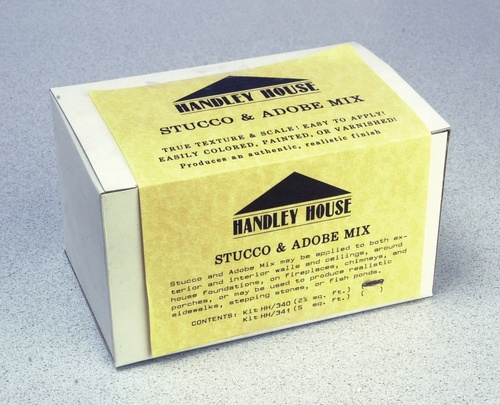 HANDLEY HOUSE
STUCCO & ADOBE MIX
TRUE TEXTURE & SCALE! EASY TO APPLY!
EASILY COLORED, PAINTED, OR VARNISHED!
Produces an authentic, realistic finish
HANDLEY HOUSE
STUCCO & ADOBE MIX
Stucco and Adobe Mix may be applied to both ex-
terior and interior walls and ceilings, around
house foundations, on fireplaces, chimneys, and
porches, or may be used to produce realistic
sidewalks, stepping stones, or fish ponds.
CONTENTS: Kit HH/340 (2½ sq. ft.)
Kit HH/341 (5 sq. ft.) ( )